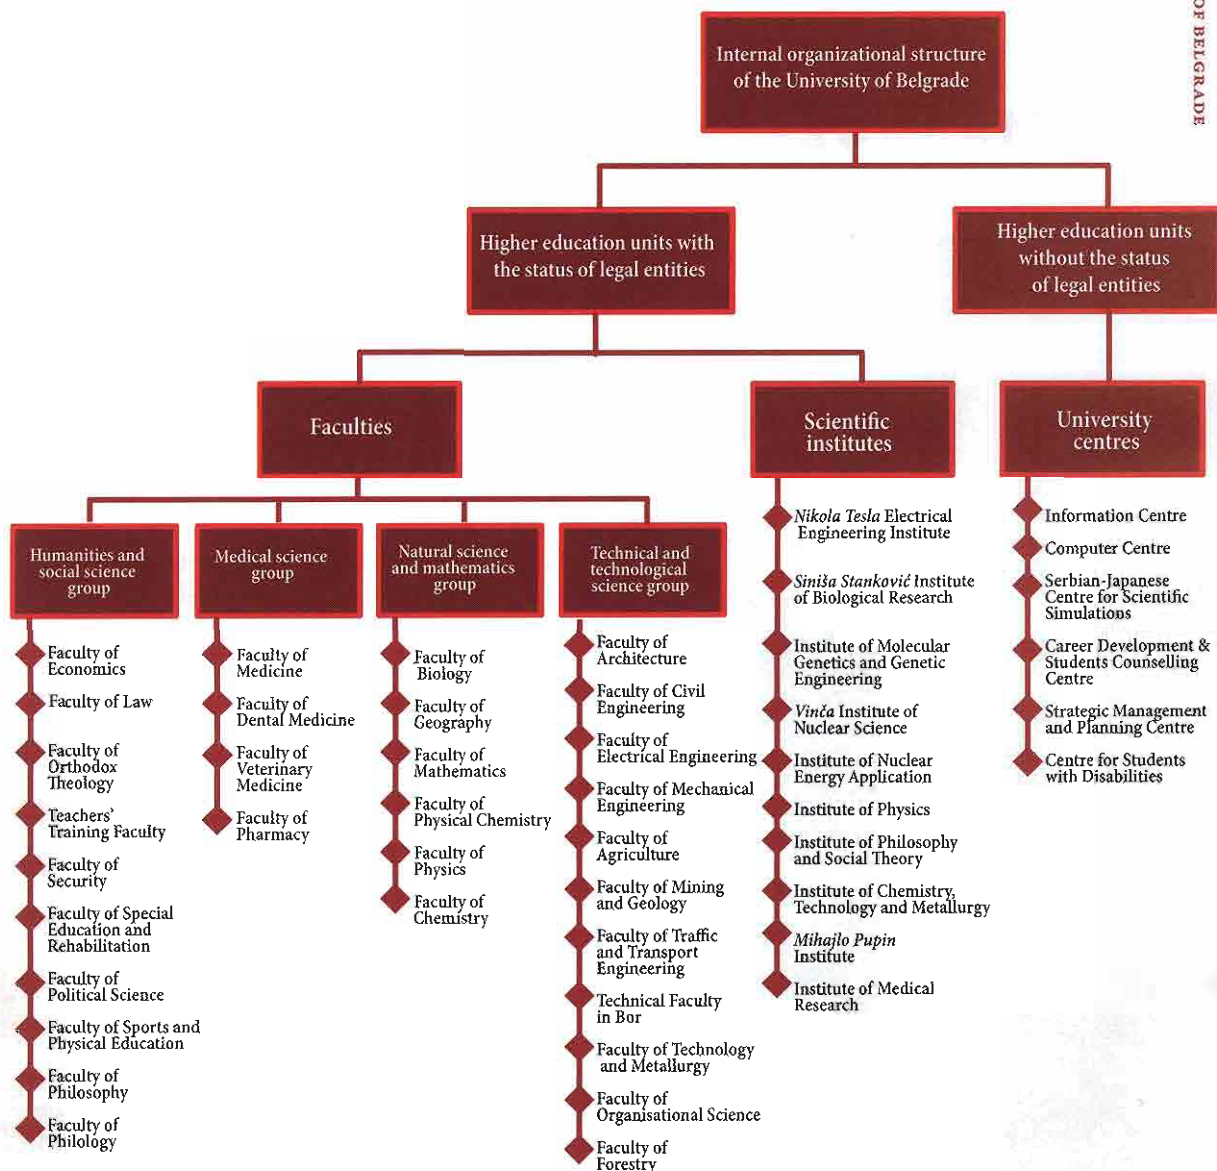 OF BELGRADE
Internal organizational structure
of the University of Belgrade
Higher education units with
the status of legal entities
Higher education units
without the status
of legal entities
Faculties
Scientific
institutes
University
centres
Humanities and
social science
group
Medical science
group
Natural science
and mathematics
group
Technical and
technological
science group
Faculty of
Economics
Faculty of Law
Faculty of
Orthodox
Theology
Teachers'
Training Faculty
Faculty of
Security
Faculty of Special
Education and
Rehabilitation
Faculty of
Political Science
Faculty of Sports and
Physical Education
Faculty of
Philosophy
Faculty of
Philology
Faculty of
Medicine
Faculty of
Dental Medicine
Faculty of
Veterinary
Medicine
Faculty of
Pharmacy
Faculty of
Biology
Faculty of
Geography
Faculty of
Mathematics
Faculty of
Physical Chemistry
Faculty of
Physics
Faculty of
Chemistry
Faculty of
Architecture
Faculty of Civil
Engineering
Faculty of
Electrical Engineering
Faculty of Mechanical
Engineering
Faculty of
Agriculture
Faculty of Mining
and Geology
Faculty of Traffic
and Transport
Engineering
Technical Faculty
in Bor
Faculty of Technology
and Metallurgy
Faculty of
Organisational Science
Faculty of
Forestry
Nikola Tesla Electrical
Engineering Institute
Siniša Stanković Institute
of Biological Research
Institute of Molecular
Genetics and Genetic
Engineering
Vinča Institute of
Nuclear Science
Institute of Nuclear
Energy Application
Institute of Physics
Institute of Philosophy
and Social Theory
Institute of Chemistry,
Technology and Metallurgy
Mihajlo Pupin
Institute
Institute of Medical
Research
Information Centre
Computer Centre
Serbian-Japanese
Centre for Scientific
Simulations
Career Development &
Students Counselling
Centre
Strategic Management
and Planning Centre
Centre for Students
with Disabilities